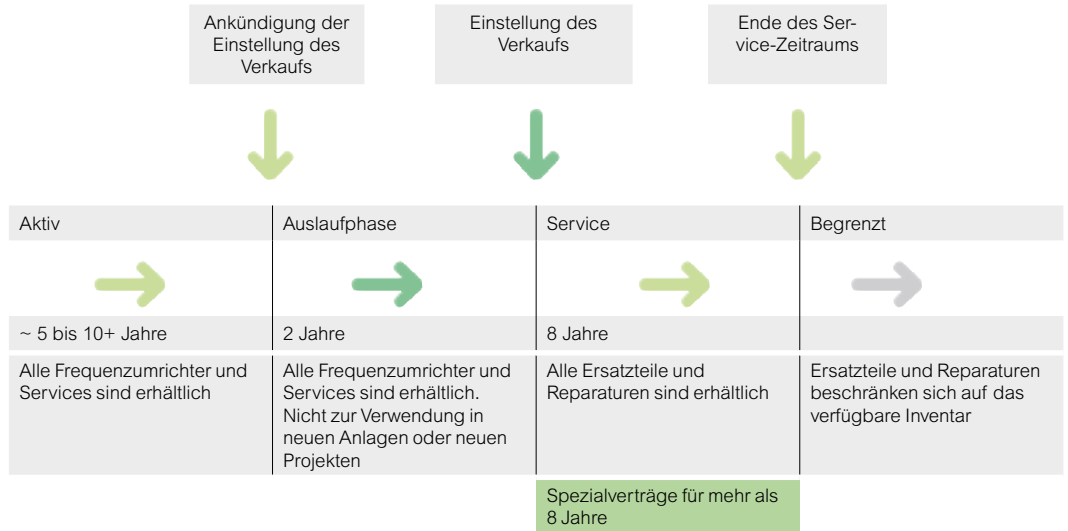 Ankündigung der
Einstellung des
Verkaufs
Einstellung des
Verkaufs
Ende des Ser-
vice-Zeitraums
Aktiv
Auslaufphase
Service
Begrenzt
~ 5 bis 10+ Jahre
2 Jahre
8 Jahre
Alle Frequenzumrichter und
Services sind erhältlich
Alle Frequenzumrichter und
Services sind erhältlich.
Nicht zur Verwendung in
neuen Anlagen oder neuen
Projekten
Alle Ersatzteile und
Reparaturen sind erhältlich
Ersatzteile und Reparaturen
beschränken sich auf das
verfügbare Inventar
Spezialverträge für mehr als
8 Jahre